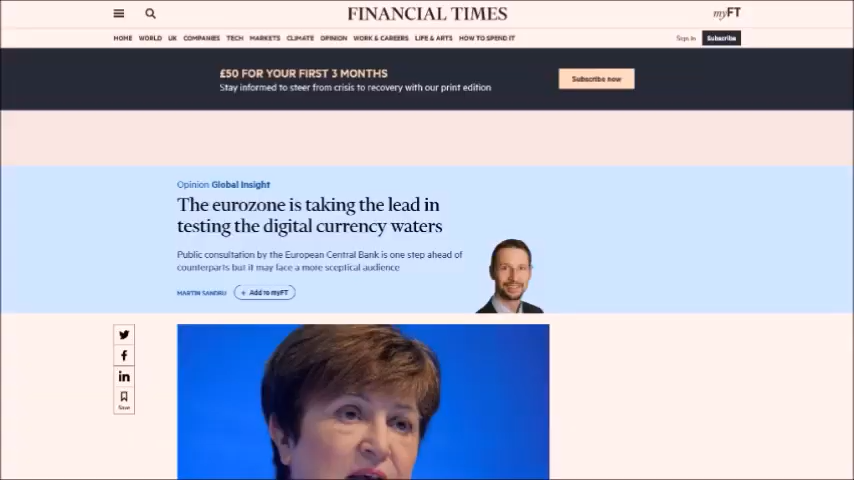 FINANCIAL TIMES
myFT
HOME WORLD UK COMPANIES TECH MARKETS CLIMATE OPINION WORK & CAREERS LIFE & ARTS HOW TO SPEND IT
Sign In Subscribe
£50 FOR YOUR FIRST 3 MONTHS
Stay informed to steer from crisis to recovery with our print edition
Subscribe now
Opinion Global Insight
The eurozone is taking the lead in
testing the digital currency waters
Public consultation by the European Central Bank is one step ahead of
counterparts but it may face a more sceptical audience
MARTIN SANDBU + Add to myFT
Save